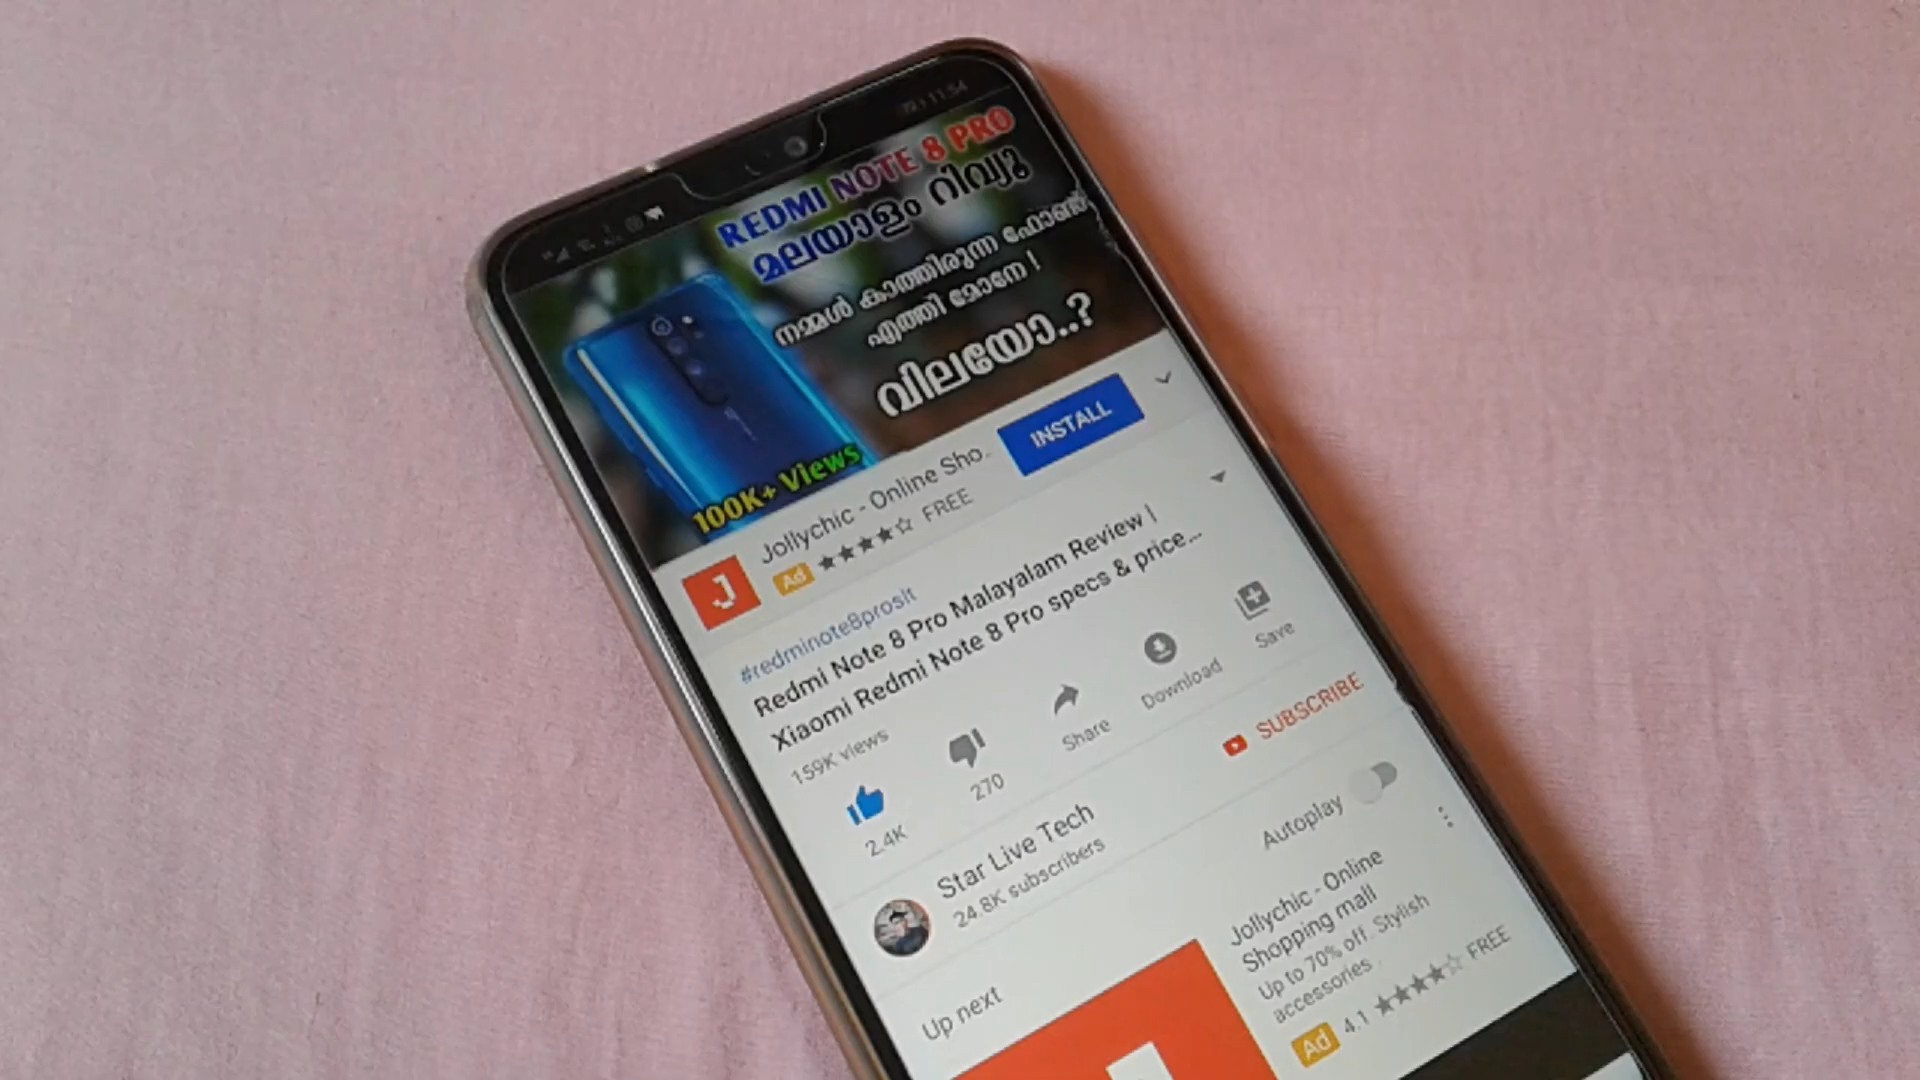 11:54
REDMI NOTE 8 PRO
മലയാളം റിവ്യു
നമ്മൾ കാത്തിരുന്ന ഫോൺ
എത്തി മോനേ !
വിലയോ..?
100K+ Views
J
Jollychic - Online Sho..
Ad ★★★★☆ FREE
INSTALL
#redminote8prosit
Redmi Note 8 Pro Malayalam Review |
Xiaomi Redmi Note 8 Pro specs & price...
159K views
2.4K
270
Share
Download
Save
Star Live Tech
24.8K subscribers
SUBSCRIBE
Up next
Autoplay
Jollychic - Online
Shopping mall
Up to 70% off. Stylish
accessories
Ad 4.1 ★★★★☆ FREE